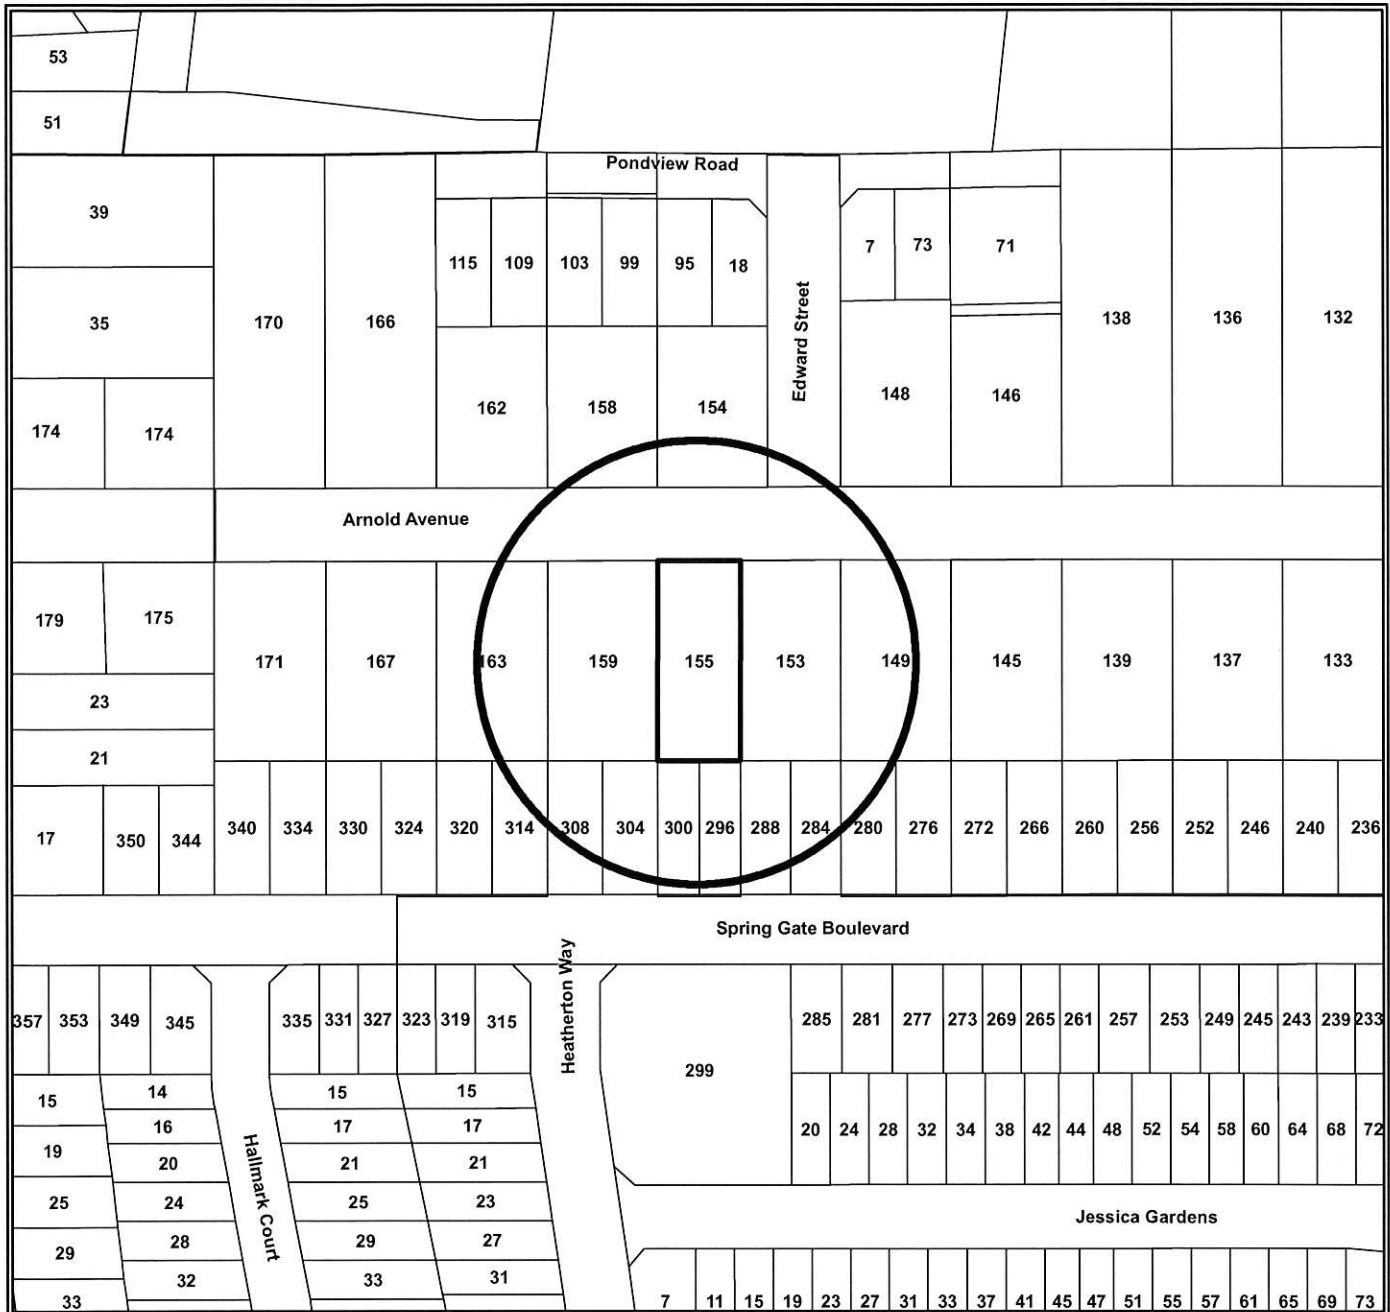 53
51
Pondview Road
39
115 109 103 99 95 18
7 73 71
35
170 166
Edward Street
138 136 132
174 174
162 158 154
148 146
Arnold Avenue
179 175
171 167 163 159 155 153 149 145 139 137 133
23
21
17 350 344 340 334 330 324 320 314 308 304 300 296 288 284 280 276 272 266 260 256 252 246 240 236
Spring Gate Boulevard
Heatherton Way
357 353 349 345 335 331 327 323 319 315
285 281 277 273 269 265 261 257 253 249 245 243 239 233
299
15 14 15 15
16 17 17
20 24 28 32 34 38 42 44 48 52 54 58 60 64 68 72
19 20 21 21
Hallmark Court
25 24 25 23
Jessica Gardens
29 28 29 27
32 33 31
33
7 11 15 19 23 27 31 33 37 41 45 47 51 55 57 61 65 69 73